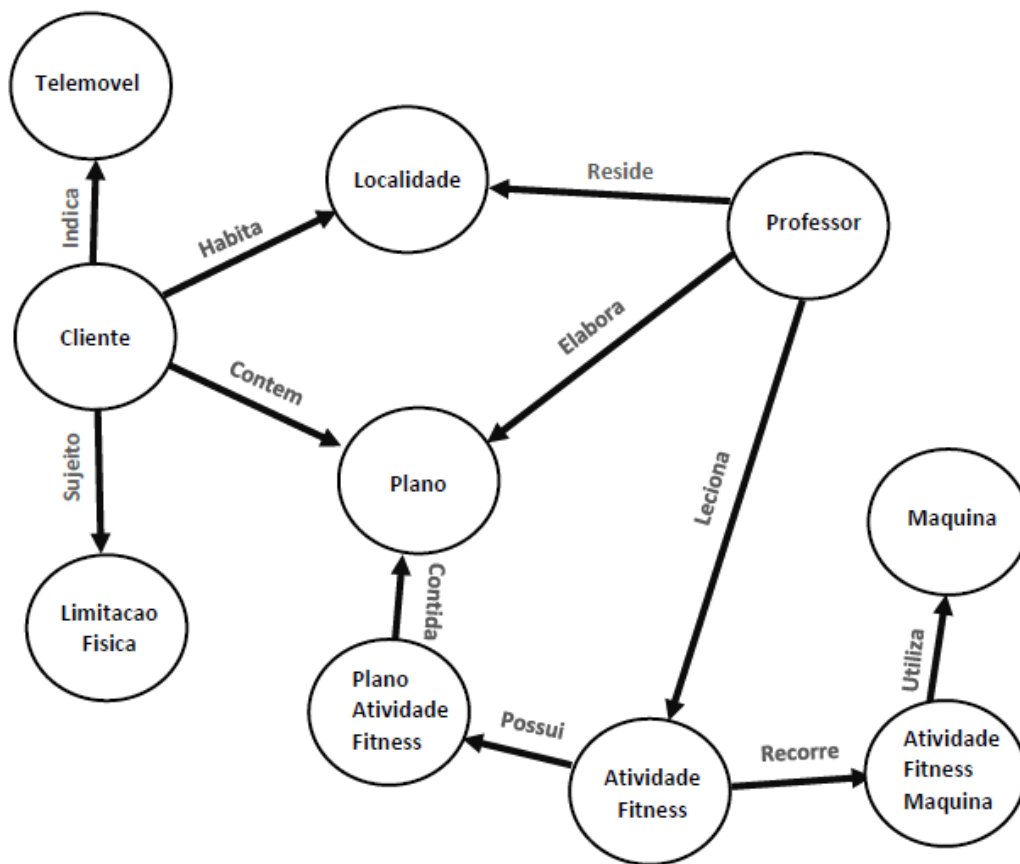 Telemovel
Localidade
Reside
Professor
Indica
Habita
Cliente
Elabora
Contem
Sujeito
Plano
Leciona
Maquina
Limitacao
Fisica
Contida
Utiliza
Plano
Atividade
Fitness
Possui
Atividade
Fitness
Recorre
Atividade
Fitness
Maquina